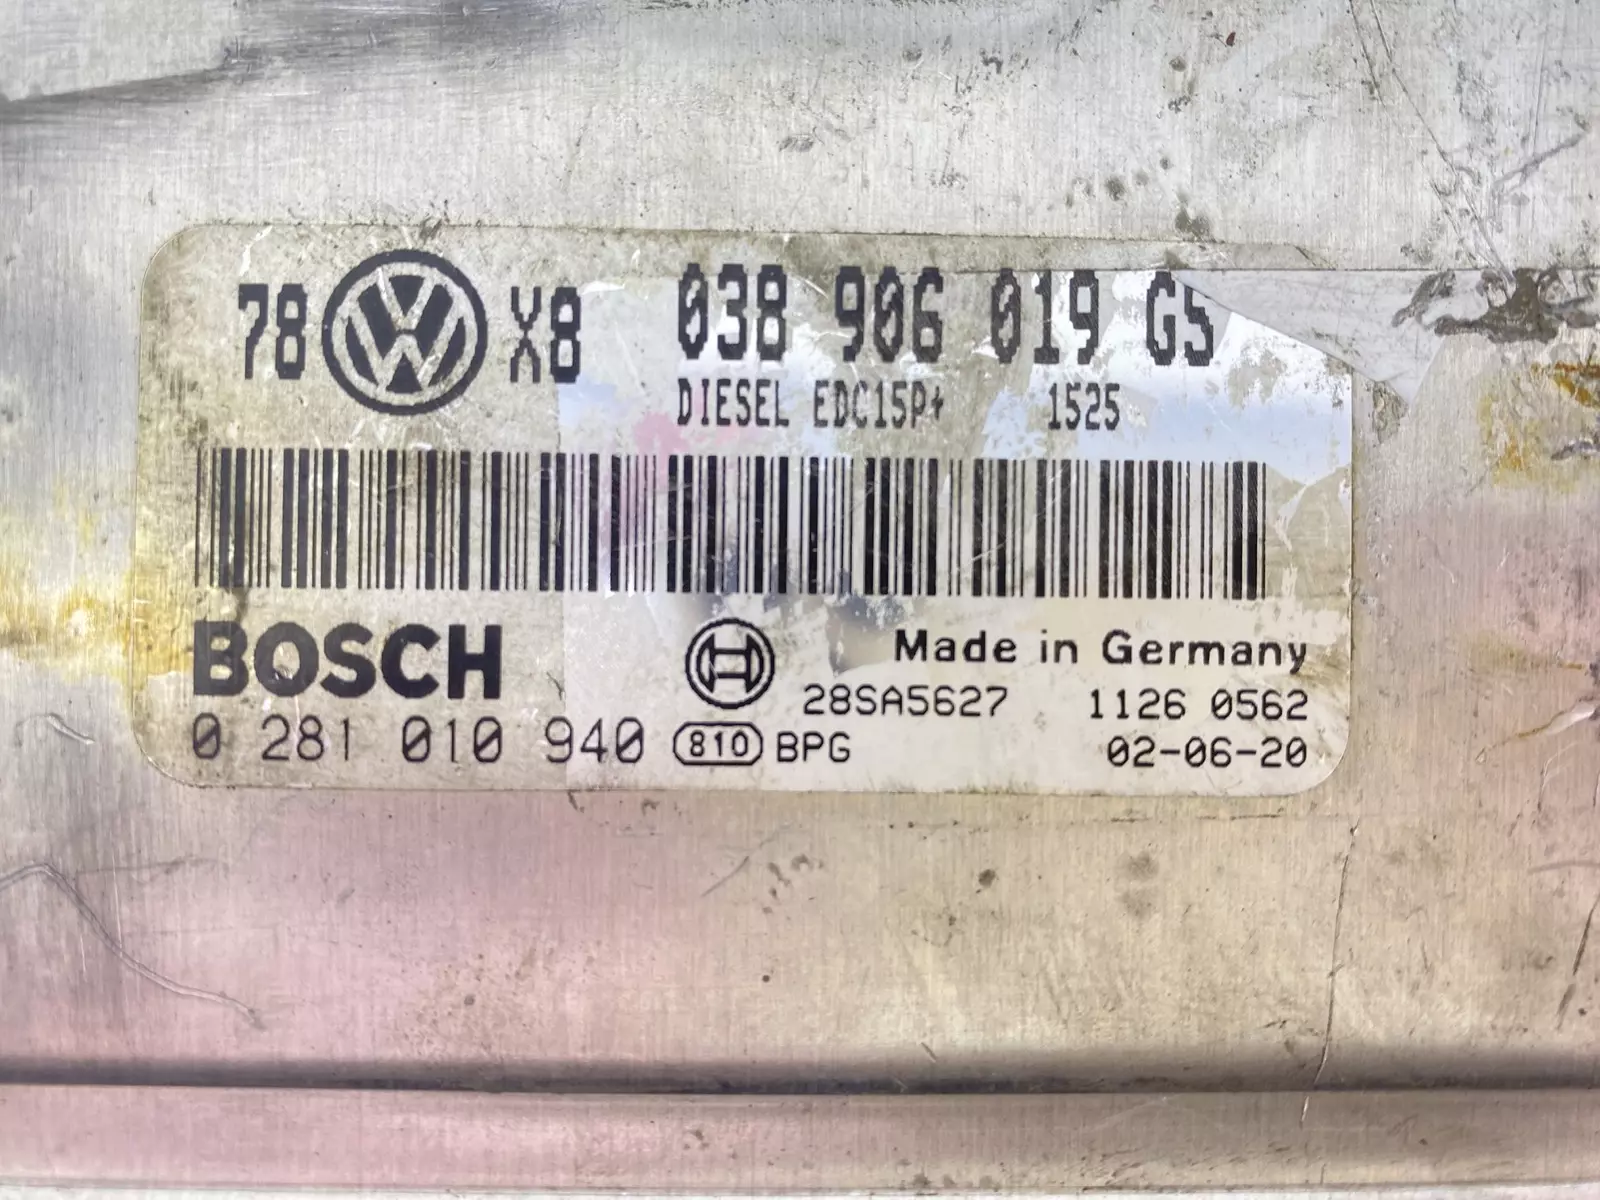 78 X8 038 906 019 GS
DIESEL EDC15P+ 1525
BOSCH
Made in Germany
28SA5627 1126 0562
0 281 010 940 810 BPG 02-06-20